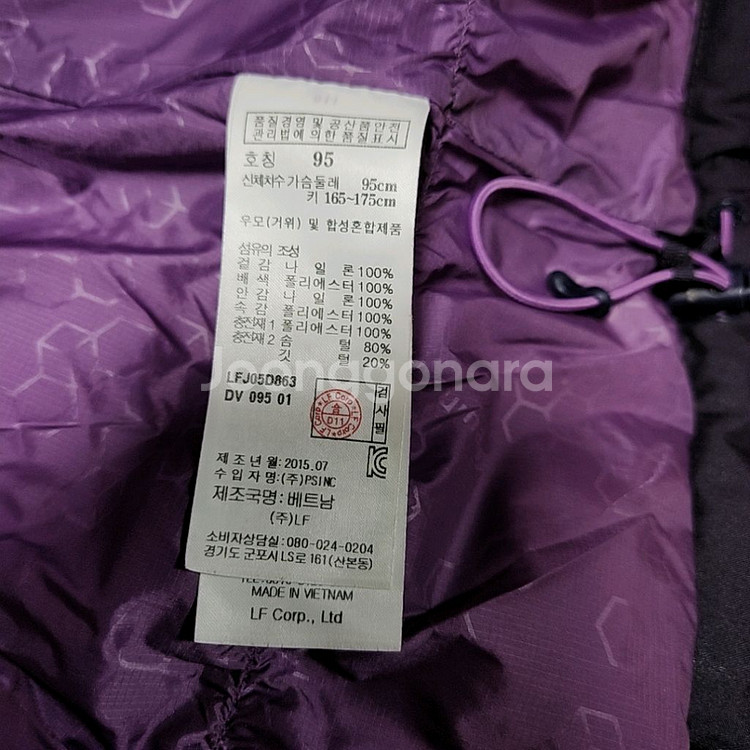 품질경영 및 공산품안전
관리법에 의한 품질표시
호칭 95
신체치수 가슴둘레 95cm
키 165~175cm
우모(거위) 및 합성혼합제품
섬유의 조성
겉감 나일론 100%
배색 폴리에스터 100%
안감 나일론 100%
속감 폴리에스터 100%
충전재1 폴리에스터 100%
충전재2 솜털 80%
깃털 20%
Joonggonara
LFJ05D863
DV 095 01
LF Corp
LF Corp
D11
검사필
제조년월: 2015.07
수입자명: (주)PSINC
제조국명: 베트남
(주)LF
소비자상담실: 080-024-0204
경기도 군포시 LS로 161(산본동)
MADE IN VIETNAM
LF Corp., Ltd